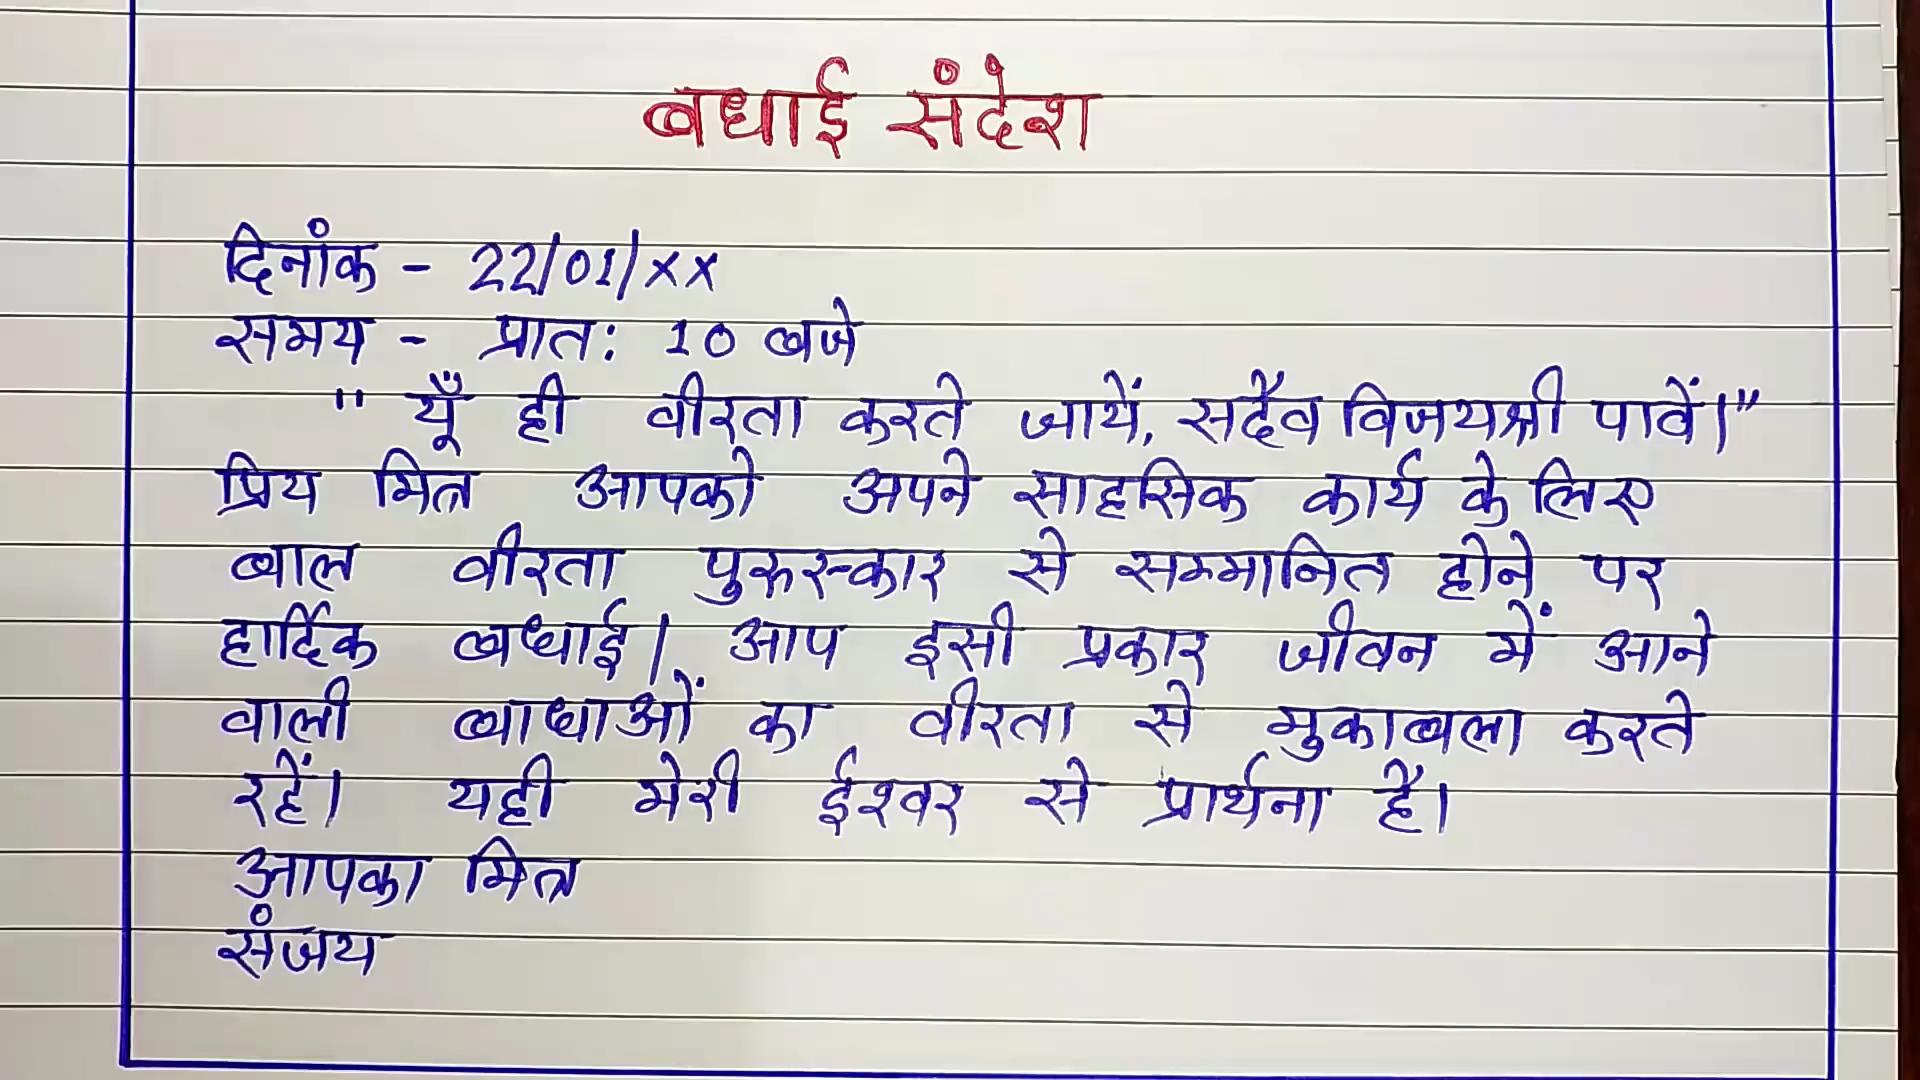 बधाई संदेश
दिनांक - 22/01/xx
समय - प्रातः 10 बजे
" यूँ ही वीरता करते जायें, सदैव विजयश्री पावें।"
प्रिय मित्र आपको अपने साहसिक कार्य के लिए
बाल वीरता पुरुस्कार से सम्मानित होने पर
हार्दिक बधाई। आप इसी प्रकार जीवन में आने
वाली बाधाओं का वीरता से मुकाबला करते
रहें। यही मेरी ईश्वर से प्रार्थना है।
आपका मित्र
संजय